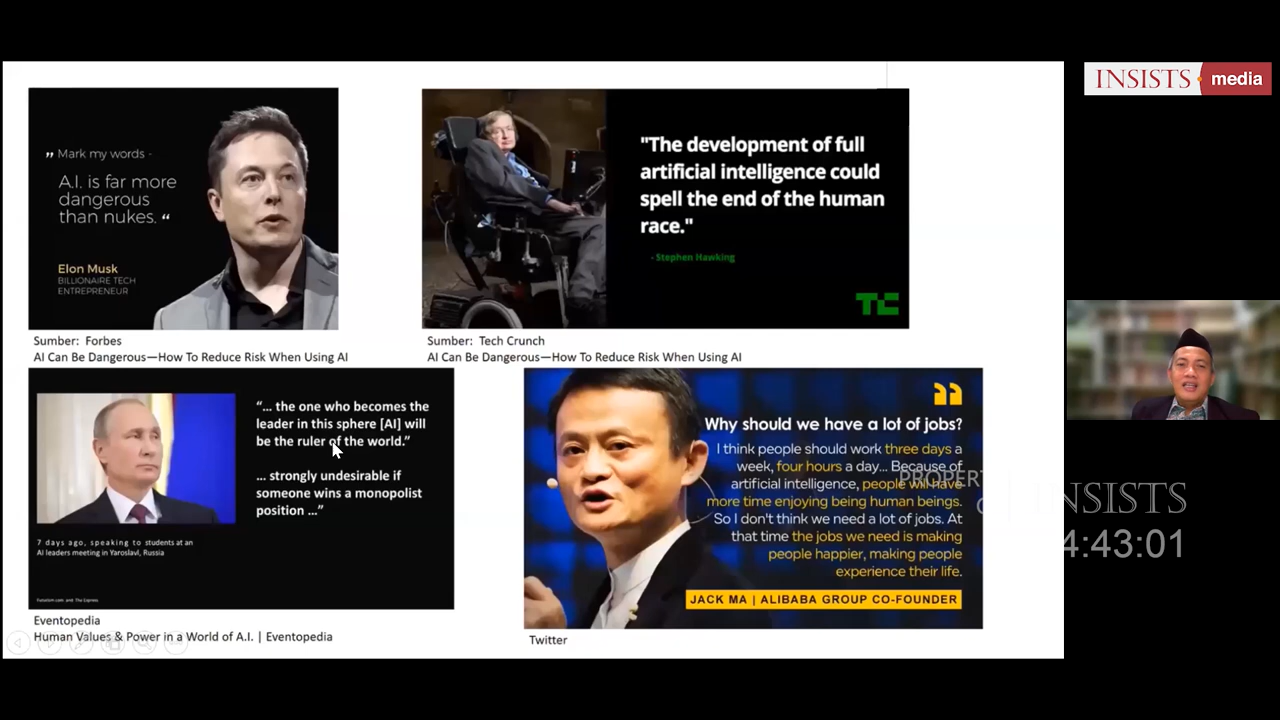 INSISTS media
" Mark my words -
A.I. is far more
dangerous
than nukes. "
Elon Musk
BILLIONAIRE TECH
ENTREPRENEUR
Sumber: Forbes
AI Can Be Dangerous—How To Reduce Risk When Using AI
"The development of full
artificial intelligence could
spell the end of the human
race."
- Stephen Hawking
TC
Sumber: Tech Crunch
AI Can Be Dangerous—How To Reduce Risk When Using AI
"... the one who becomes the
leader in this sphere [AI] will
be the ruler of the world."
... strongly undesirable if
someone wins a monopolist
position ..."
7 days ago, speaking to students at an
AI leaders meeting in Yaroslavl, Russia
Futurism.com and The Express
Eventopedia
Human Values & Power in a World of A.I. | Eventopedia
Why should we have a lot of jobs?
I think people should work three days a
week, four hours a day... Because of
artificial intelligence, people will have
more time enjoying being human beings.
So I don't think we need a lot of jobs. At
that time the jobs we need is making
people happier, making people
experience their life.
JACK MA | ALIBABA GROUP CO-FOUNDER
Twitter
PROPERT
INSISTS
4:43:01